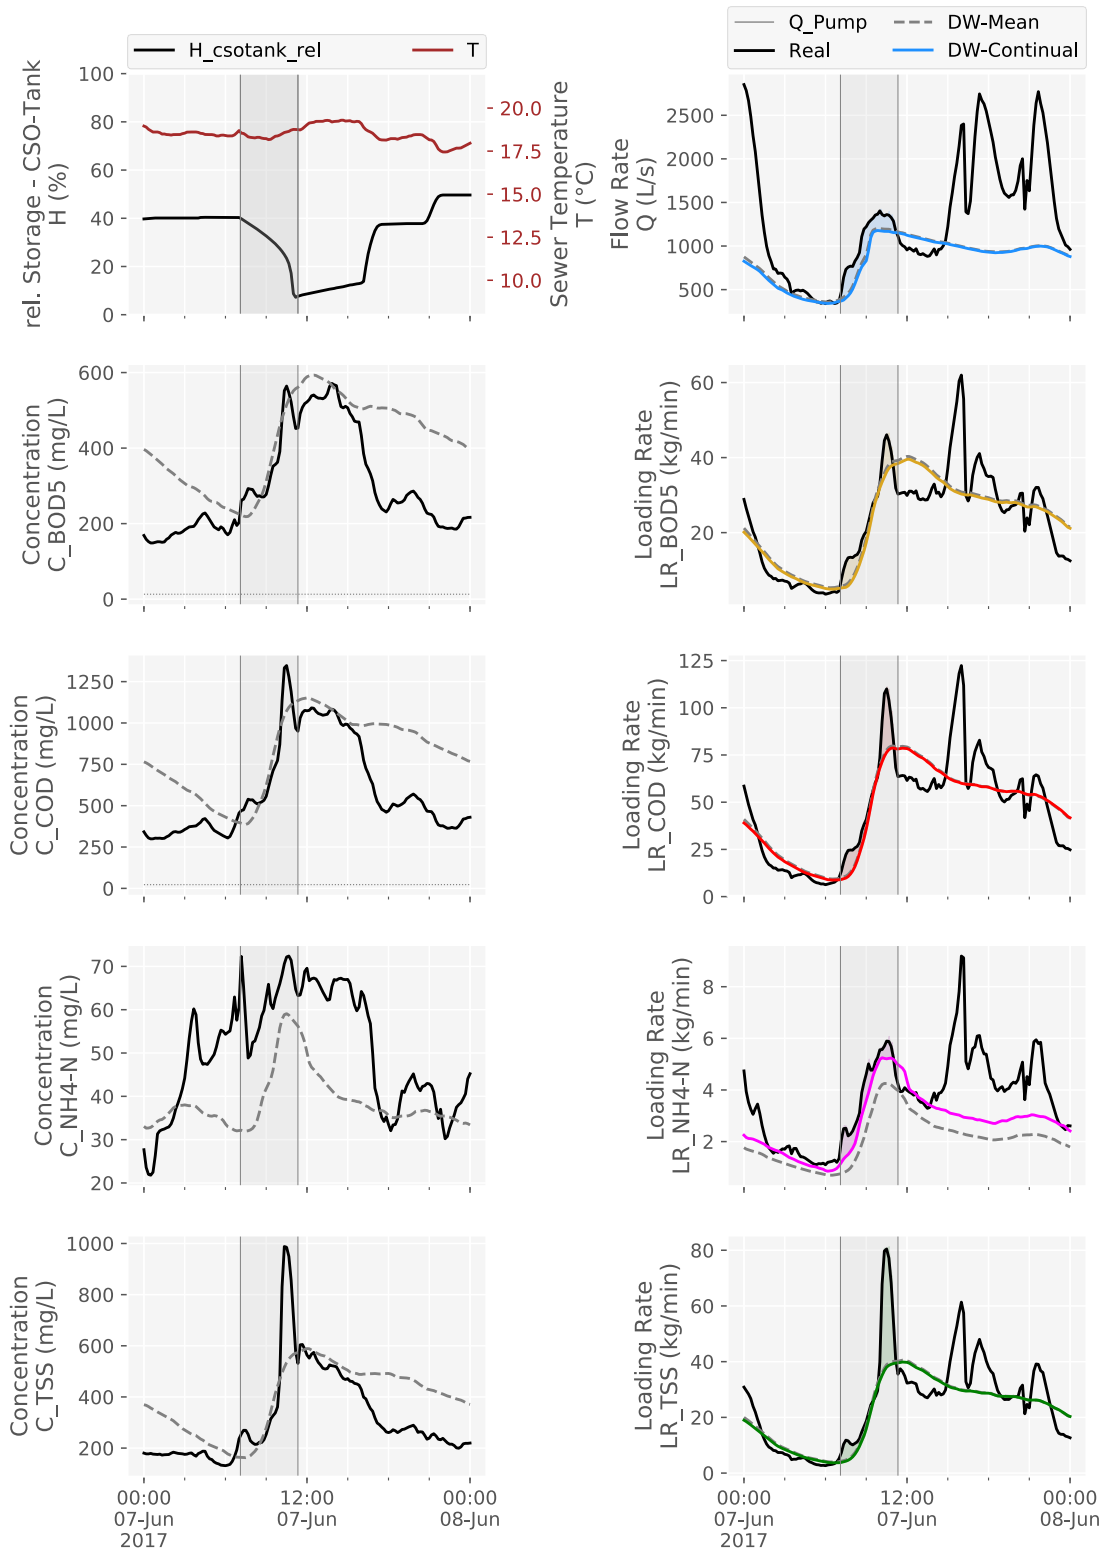 H_csotank_rel
T
rel. Storage - CSO-Tank
H (%)
100
80
60
40
20
0
20.0
17.5
15.0
12.5
10.0
Sewer Temperature
T (°C)
Q_Pump
Real
DW-Mean
DW-Continual
Flow Rate
Q (L/s)
2500
2000
1500
1000
500
Concentration
C_BOD5 (mg/L)
600
400
200
0
Loading Rate
LR_BOD5 (kg/min)
60
40
20
Concentration
C_COD (mg/L)
1250
1000
750
500
250
0
Loading Rate
LR_COD (kg/min)
125
100
75
50
25
0
Concentration
C_NH4-N (mg/L)
70
60
50
40
30
20
Loading Rate
LR_NH4-N (kg/min)
8
6
4
2
Concentration
C_TSS (mg/L)
1000
800
600
400
200
00:00
07-Jun
2017
12:00
07-Jun
00:00
08-Jun
Loading Rate
LR_TSS (kg/min)
80
60
40
20
0
00:00
07-Jun
2017
12:00
07-Jun
00:00
08-Jun